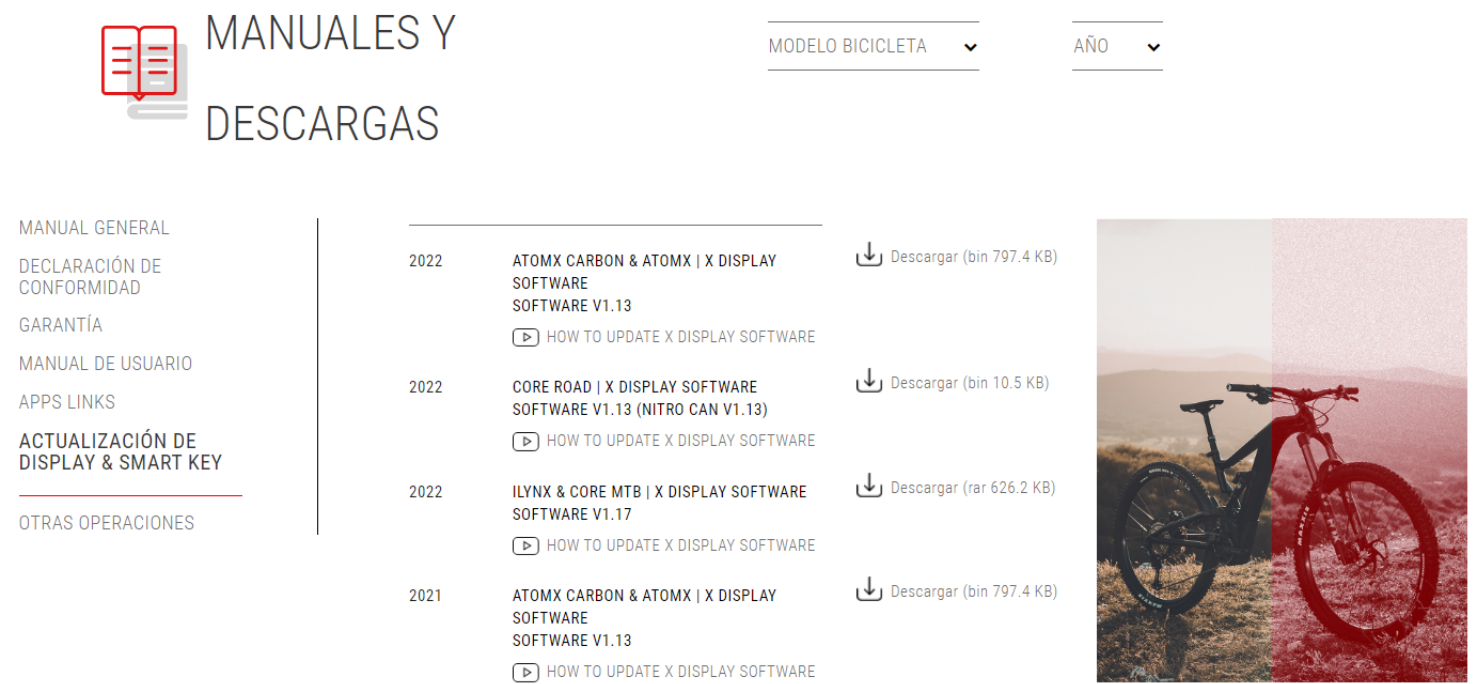 MANUALES Y
DESCARGAS
MODELO BICICLETA
AÑO
MANUAL GENERAL
DECLARACIÓN DE
CONFORMIDAD
GARANTÍA
MANUAL DE USUARIO
APPS LINKS
ACTUALIZACIÓN DE
DISPLAY & SMART KEY
OTRAS OPERACIONES
2022
ATOMX CARBON & ATOMX | X DISPLAY
SOFTWARE
SOFTWARE V1.13
HOW TO UPDATE X DISPLAY SOFTWARE
Descargar (bin 797.4 KB)
2022
CORE ROAD | X DISPLAY SOFTWARE
SOFTWARE V1.13 (NITRO CAN V1.13)
HOW TO UPDATE X DISPLAY SOFTWARE
Descargar (bin 10.5 KB)
2022
ILYNX & CORE MTB | X DISPLAY SOFTWARE
SOFTWARE V1.17
HOW TO UPDATE X DISPLAY SOFTWARE
Descargar (rar 626.2 KB)
2021
ATOMX CARBON & ATOMX | X DISPLAY
SOFTWARE
SOFTWARE V1.13
HOW TO UPDATE X DISPLAY SOFTWARE
Descargar (bin 797.4 KB)
MAXXIS